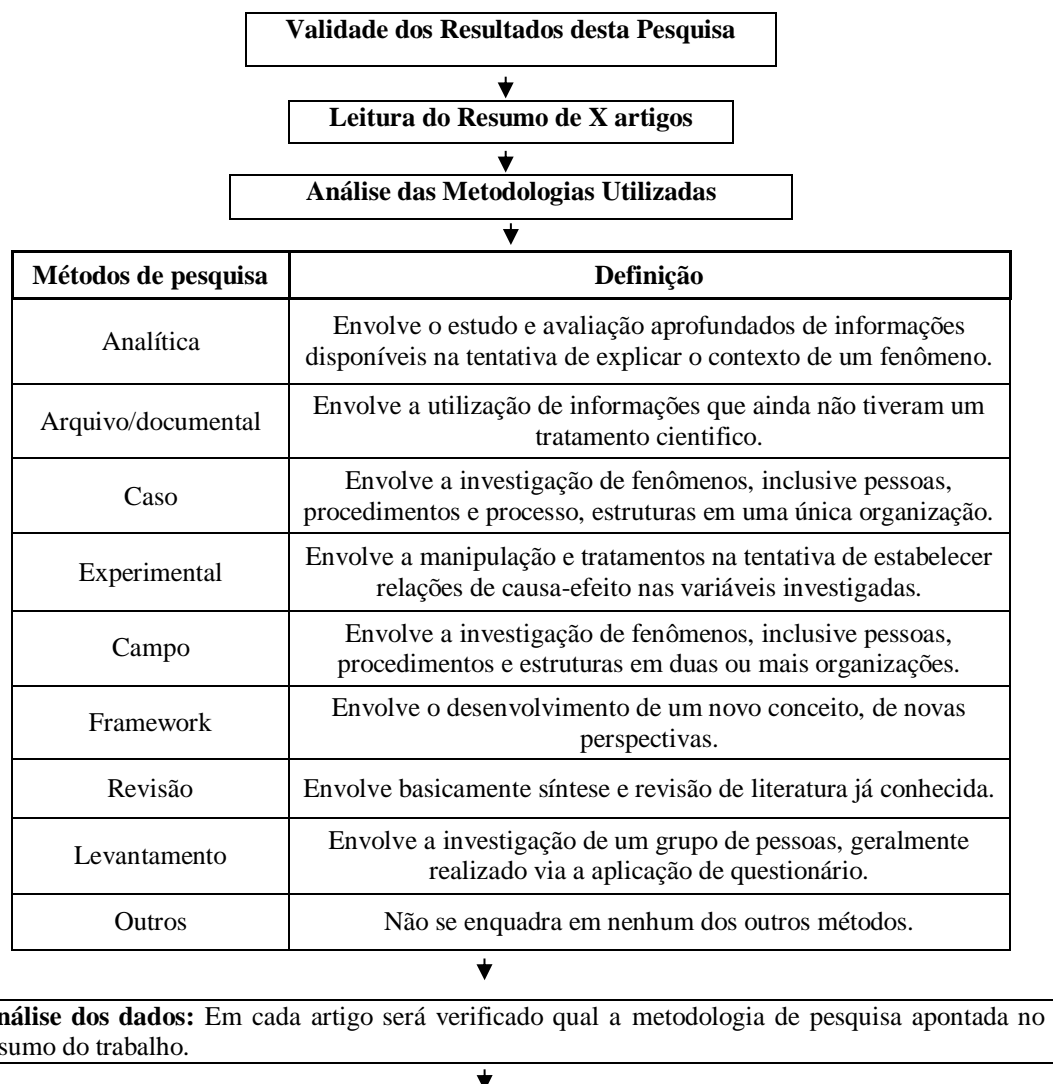 Validade dos Resultados desta Pesquisa
Leitura do Resumo de X artigos
Análise das Metodologias Utilizadas
Métodos de pesquisa Definição
Analítica
Envolve o estudo e avaliação aprofundados de informações
disponíveis na tentativa de explicar o contexto de um fenômeno.
Arquivo/documental
Envolve a utilização de informações que ainda não tiveram um
tratamento cientifico.
Caso
Envolve a investigação de fenômenos, inclusive pessoas,
procedimentos e processo, estruturas em uma única organização.
Experimental
Envolve a manipulação e tratamentos na tentativa de estabelecer
relações de causa-efeito nas variáveis investigadas.
Campo
Envolve a investigação de fenômenos, inclusive pessoas,
procedimentos e estruturas em duas ou mais organizações.
Framework
Envolve o desenvolvimento de um novo conceito, de novas
perspectivas.
Revisão
Envolve basicamente síntese e revisão de literatura já conhecida.
Levantamento
Envolve a investigação de um grupo de pessoas, geralmente
realizado via a aplicação de questionário.
Outros
Não se enquadra em nenhum dos outros métodos.
nálise dos dados: Em cada artigo será verificado qual a metodologia de pesquisa apontada no
sumo do trabalho.